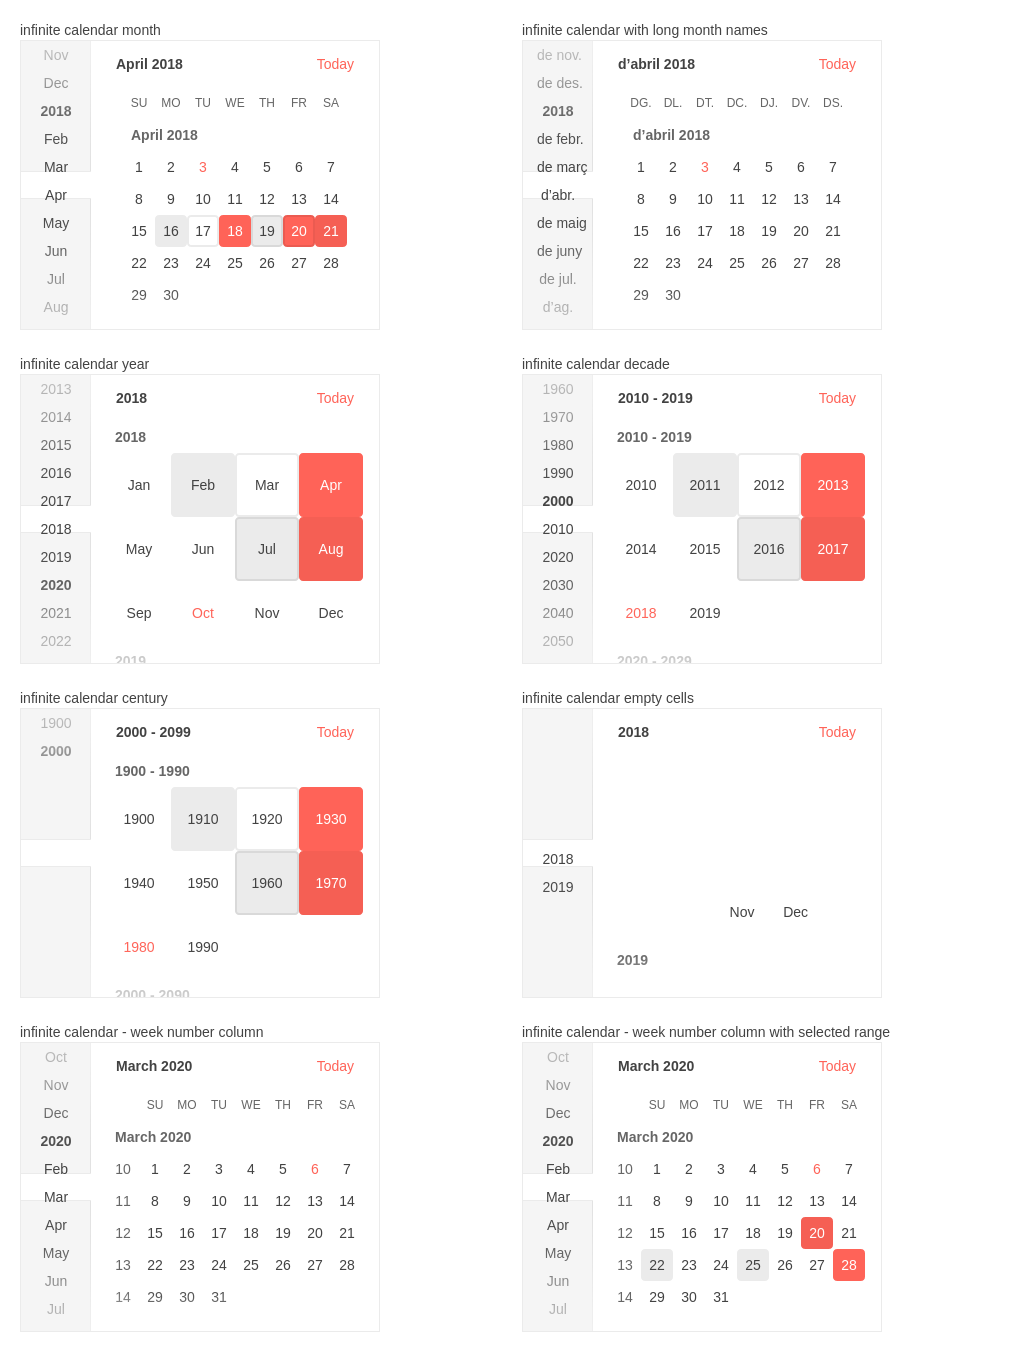 infinite calendar month
Nov
Dec
2018
Feb
Mar
Apr
May
Jun
Jul
Aug
April 2018 Today
SU MO TU WE TH FR SA
April 2018
1 2 3 4 5 6 7
8 9 10 11 12 13 14
15 16 17 18 19 20 21
22 23 24 25 26 27 28
29 30
infinite calendar with long month names
de nov.
de des.
2018
de febr.
de març
d’abr.
de maig
de juny
de jul.
d’ag.
d’abril 2018 Today
DG. DL. DT. DC. DJ. DV. DS.
d’abril 2018
1 2 3 4 5 6 7
8 9 10 11 12 13 14
15 16 17 18 19 20 21
22 23 24 25 26 27 28
29 30
infinite calendar year
2013
2014
2015
2016
2017
2018
2019
2020
2021
2022
2018 Today
2018
Jan Feb Mar Apr
May Jun Jul Aug
Sep Oct Nov Dec
2019
infinite calendar decade
1960
1970
1980
1990
2000
2010
2020
2030
2040
2050
2010 - 2019 Today
2010 - 2019
2010 2011 2012 2013
2014 2015 2016 2017
2018 2019
2020 - 2029
infinite calendar century
1900
2000
2000 - 2099 Today
1900 - 1990
1900 1910 1920 1930
1940 1950 1960 1970
1980 1990
2000 - 2090
infinite calendar empty cells
2018
2019
2018 Today
Nov Dec
2019
infinite calendar - week number column
Oct
Nov
Dec
2020
Feb
Mar
Apr
May
Jun
Jul
March 2020 Today
SU MO TU WE TH FR SA
March 2020
10 1 2 3 4 5 6 7
11 8 9 10 11 12 13 14
12 15 16 17 18 19 20 21
13 22 23 24 25 26 27 28
14 29 30 31
infinite calendar - week number column with selected range
Oct
Nov
Dec
2020
Feb
Mar
Apr
May
Jun
Jul
March 2020 Today
SU MO TU WE TH FR SA
March 2020
10 1 2 3 4 5 6 7
11 8 9 10 11 12 13 14
12 15 16 17 18 19 20 21
13 22 23 24 25 26 27 28
14 29 30 31